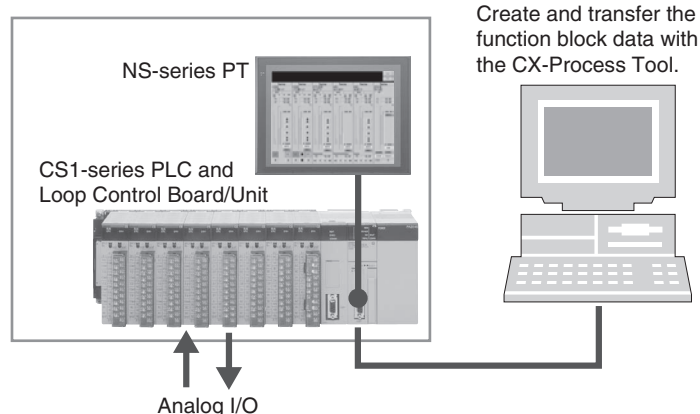 Create and transfer the
function block data with
the CX-Process Tool.
NS-series PT
CS1-series PLC and
Loop Control Board/Unit
Analog I/O